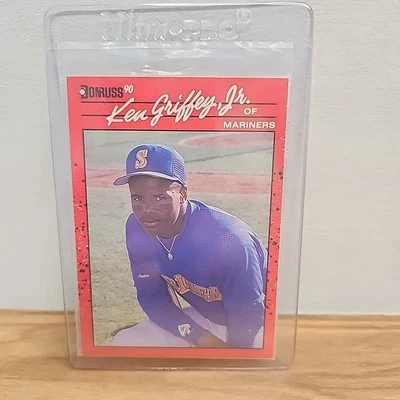 DONRUSS '90
Ken Griffey, Jr.
OF
MARINERS
S